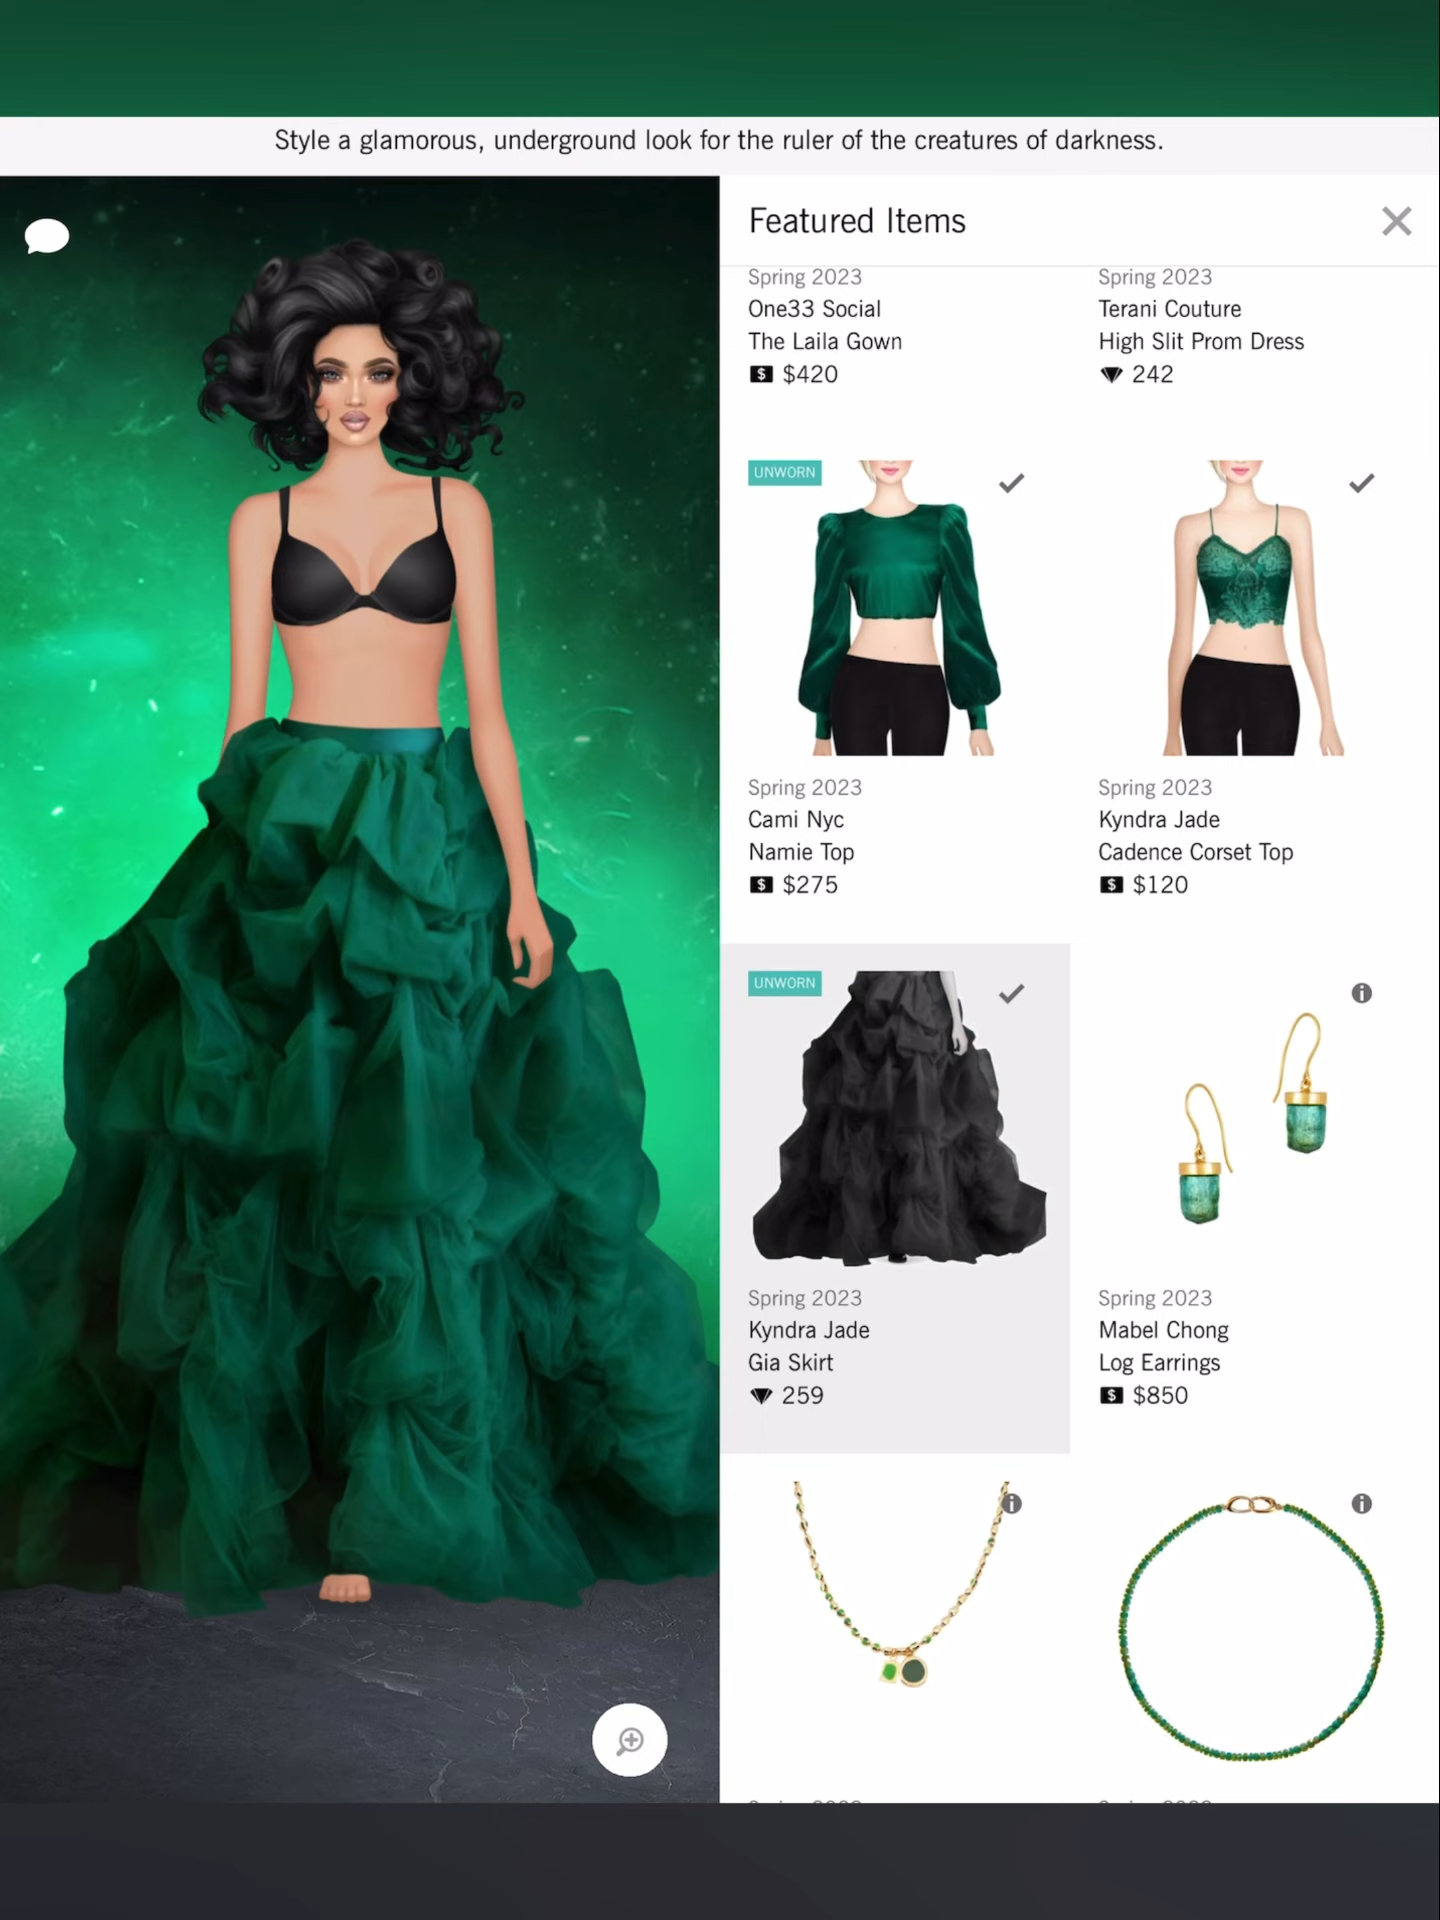 Style a glamorous, underground look for the ruler of the creatures of darkness.
Featured Items
Spring 2023
One33 Social
The Laila Gown
$ $420
Spring 2023
Terani Couture
High Slit Prom Dress
242
UNWORN
Spring 2023
Cami Nyc
Namie Top
$ $275
Spring 2023
Kyndra Jade
Cadence Corset Top
$ $120
UNWORN
Spring 2023
Kyndra Jade
Gia Skirt
259
Spring 2023
Mabel Chong
Log Earrings
$ $850